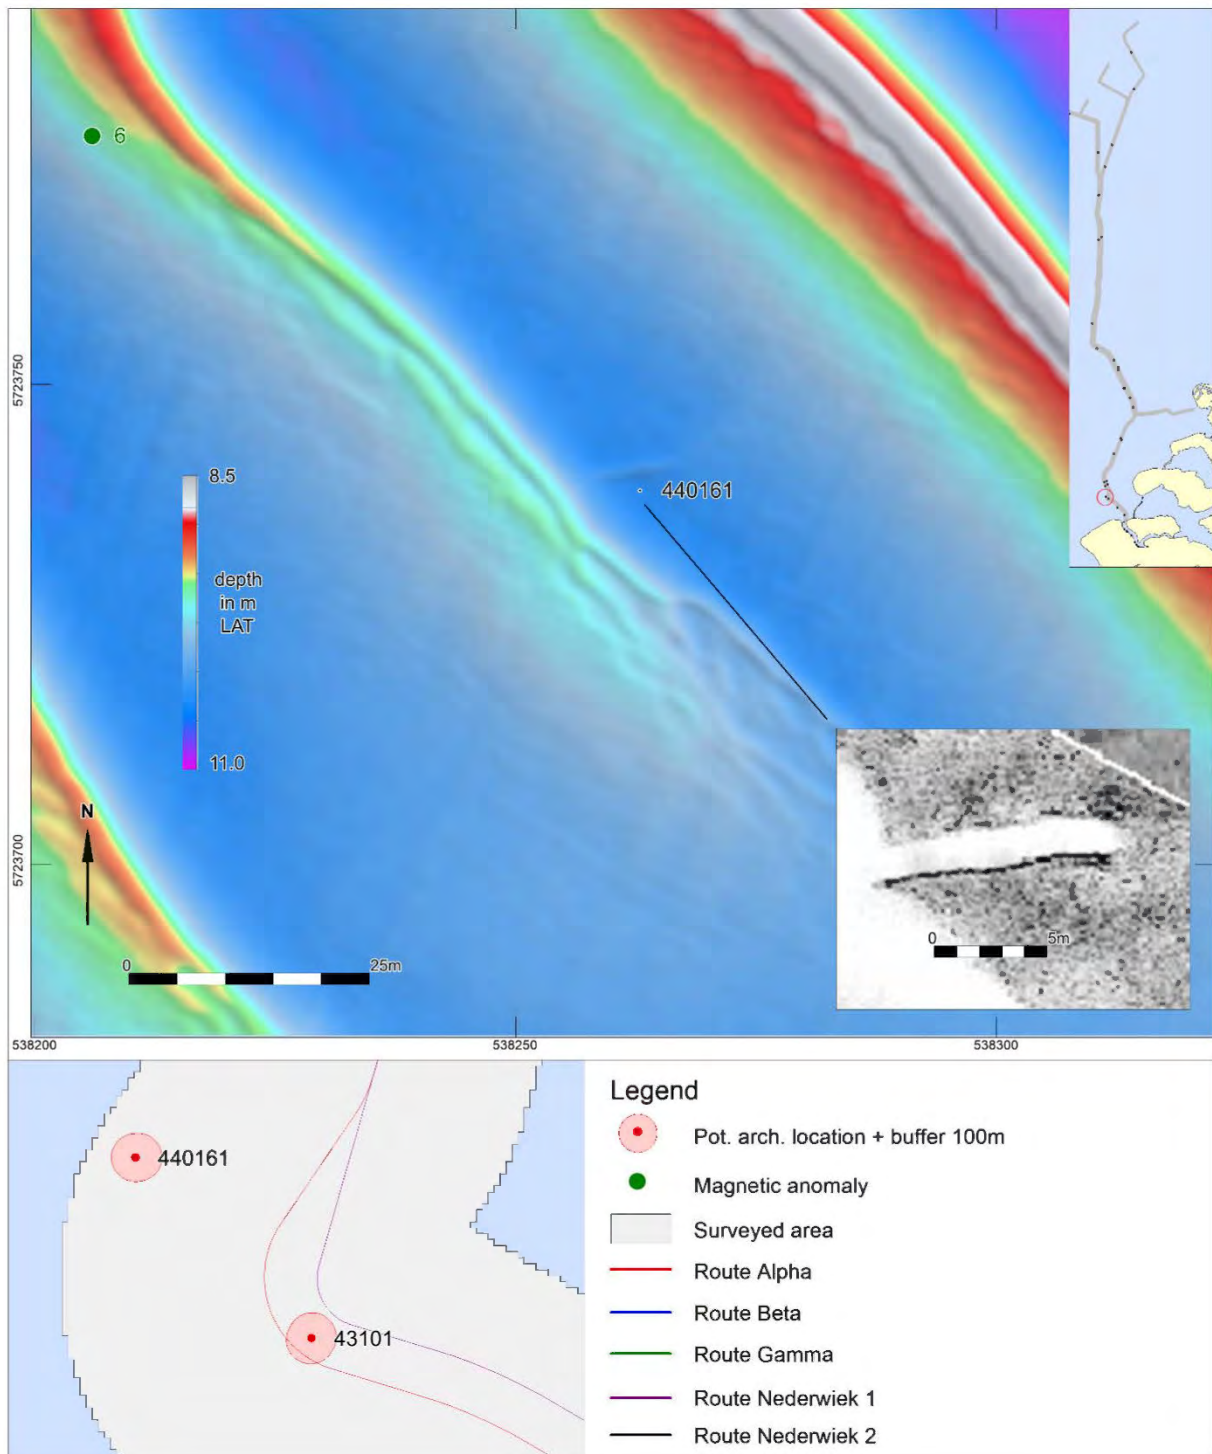 6
5723750
440161
8.5
depth
in m
LAT
11.0
N
5723700
0
25m
0
5m
538200
538250
538300
440161
43101
Legend
Pot. arch. location + buffer 100m
Magnetic anomaly
Surveyed area
Route Alpha
Route Beta
Route Gamma
Route Nederwiek 1
Route Nederwiek 2